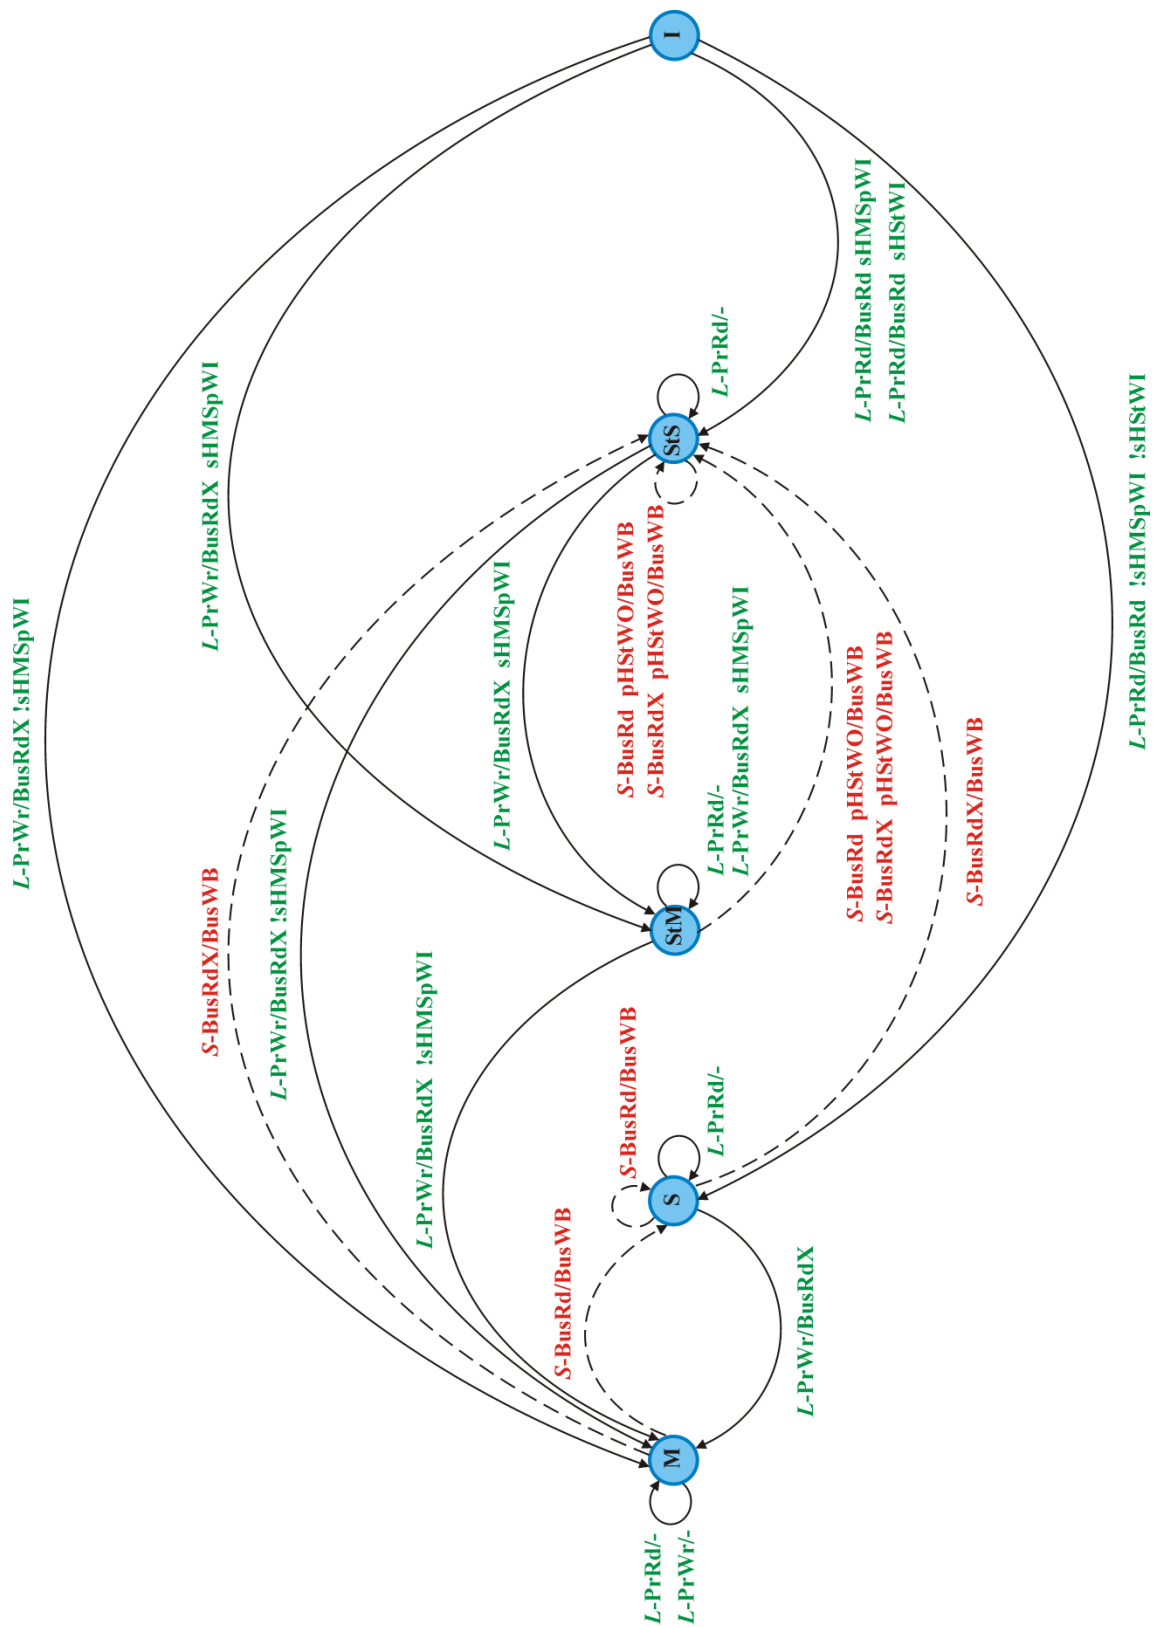 L-PrWr/BusRdX !sHMSpWI
S-BusRdX/BusWB
L-PrWr/BusRdX sHMSpWI
L-PrWr/BusRdX !sHMSpWI
L-PrWr/BusRdX !sHMSpWI
L-PrWr/BusRdX sHMSpWI
S-BusRd/BusWB
S-BusRd/BusWB
S-BusRd pHStWO/BusWB
S-BusRdX pHStWO/BusWB
L-PrRd/-
L-PrWr/-
M
S
StM
StS
I
L-PrRd/-
L-PrRd/-
L-PrWr/BusRdX sHMSpWI
L-PrRd/-
L-PrWr/BusRdX
S-BusRd pHStWO/BusWB
S-BusRdX pHStWO/BusWB
L-PrRd/BusRd sHMSpWI
L-PrRd/BusRd sHStWI
S-BusRdX/BusWB
L-PrRd/BusRd !sHMSpWI !sHStWI